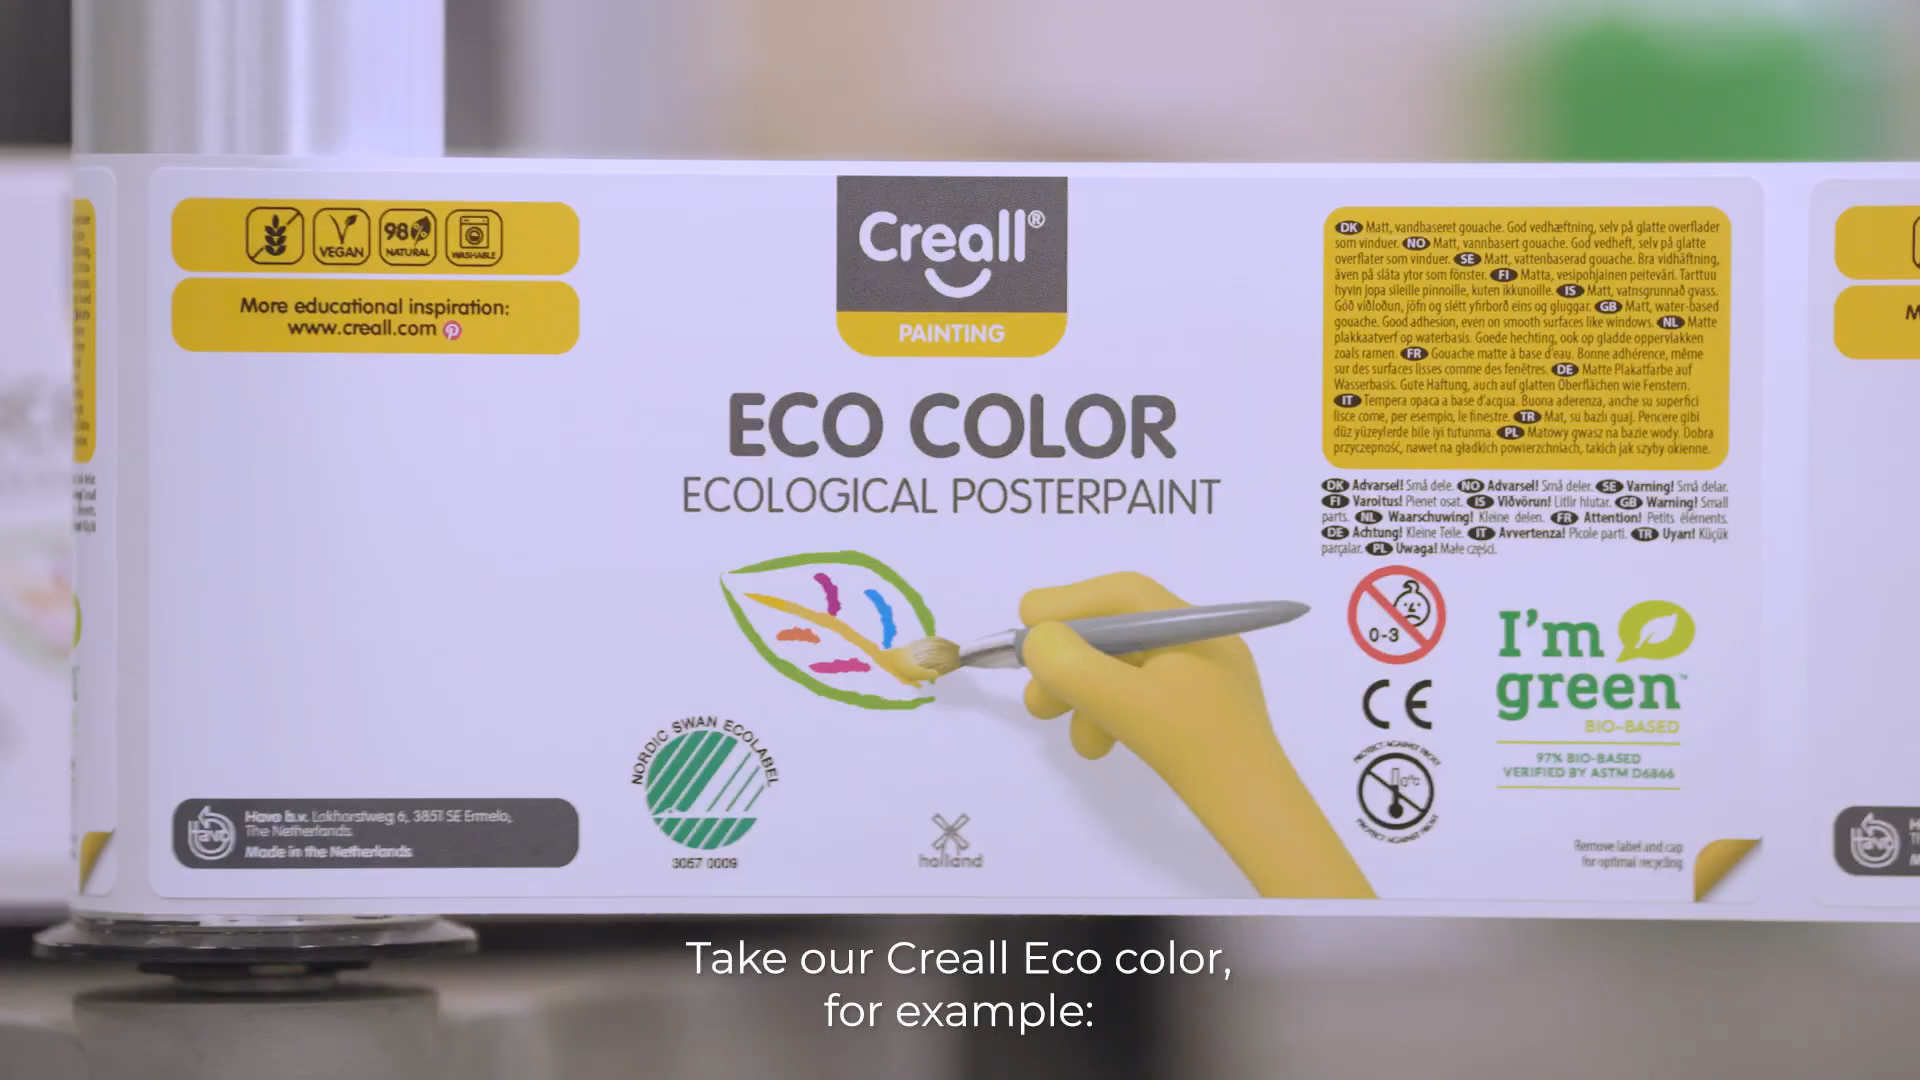 VEGAN
98%
NATURAL
WASHABLE
More educational inspiration:
www.creall.com
Havo b.v. Lokhorstweg 6, 3851 SE Ermelo,
The Netherlands
Made in the Netherlands
Creall®
PAINTING
ECO COLOR
ECOLOGICAL POSTERPAINT
NORDIC SWAN ECOLABEL
3057 0009
holland
DK Matt, vandbaseret gouache. God vedhæftning, selv på glatte overflader
som vinduer. NO Matt, vannbasert gouache. God vedheft, selv på glatte
overflater som vinduer. SE Matt, vattenbaserad gouache. Bra vidhäftning,
även på släta ytor som fönster. FI Matta, vesipohjainen peiteväri. Tarttuu
hyvin jopa sileille pinnoille, kuten ikkunoille. IS Matt, vatnsgrunnað gvass.
Góð viðloðun, jöfn og slétt yfirborð eins og gluggar. GB Matt, water-based
gouache. Good adhesion, even on smooth surfaces like windows. NL Matte
plakkaatverf op waterbasis. Goede hechting, ook op gladde oppervlakken
zoals ramen. FR Gouache matte à base d'eau. Bonne adhérence, même
sur des surfaces lisses comme des fenêtres. DE Matte Plakatfarbe auf
Wasserbasis. Gute Haftung, auch auf glatten Oberflächen wie Fenstern.
IT Tempera opaca a base d'acqua. Buona aderenza, anche su superfici
lisce come, per esempio, le finestre. TR Mat, su bazlı guaj. Pencere gibi
düz yüzeylerde bile iyi tutunma. PL Matowy gwasz na bazie wody. Dobra
przyczepność, nawet na gładkich powierzchniach, takich jak szyby okienne.
DK Advarsel! Små dele. NO Advarsel! Små deler. SE Varning! Små delar.
FI Varoitus! Pienet osat. IS Viðvörun! Litlir hlutar. GB Warning! Small
parts. NL Waarschuwing! Kleine delen. FR Attention! Petits éléments.
DE Achtung! Kleine Teile. IT Avvertenza! Picole parti. TR Uyarı! Küçük
parçalar. PL Uwaga! Małe części.
0-3
CE
PROTECT AGAINST FROST
0°C
PROTECT AGAINST FROST
I'm
green™
BIO-BASED
97% BIO-BASED
VERIFIED BY ASTM D6866
Remove label and cap
for optimal recycling
Take our Creall Eco color,
for example: